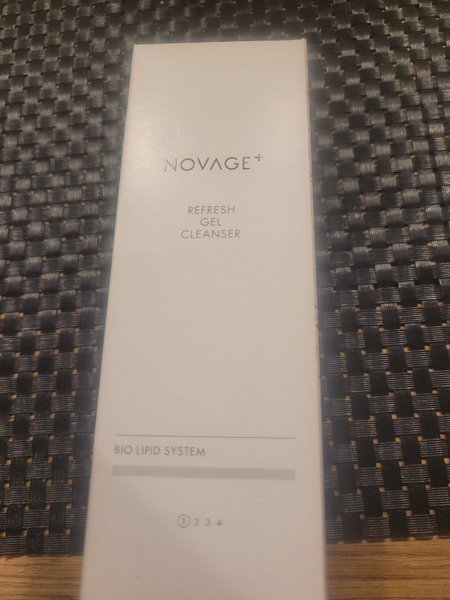 NOVAGE+
REFRESH
GEL
CLEANSER
BIO LIPID SYSTEM
1 2 3 4